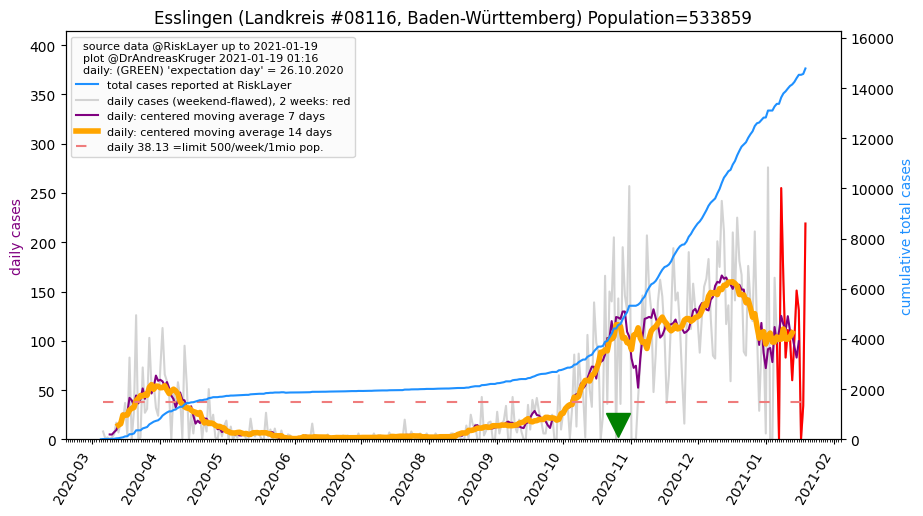 Esslingen (Landkreis #08116, Baden-Württemberg) Population=533859
source data @RiskLayer up to 2021-01-19
plot @DrAndreasKruger 2021-01-19 01:16
daily: (GREEN) 'expectation day' = 26.10.2020
total cases reported at RiskLayer
daily cases (weekend-flawed), 2 weeks: red
daily: centered moving average 7 days
daily: centered moving average 14 days
daily 38.13 =limit 500/week/1mio pop.
daily cases
400
350
300
250
200
150
100
50
0
16000
14000
12000
10000
8000
6000
4000
2000
0
cumulative total cases
2020-03
2020-04
2020-05
2020-06
2020-07
2020-08
2020-09
2020-10
2020-11
2020-12
2021-01
2021-02